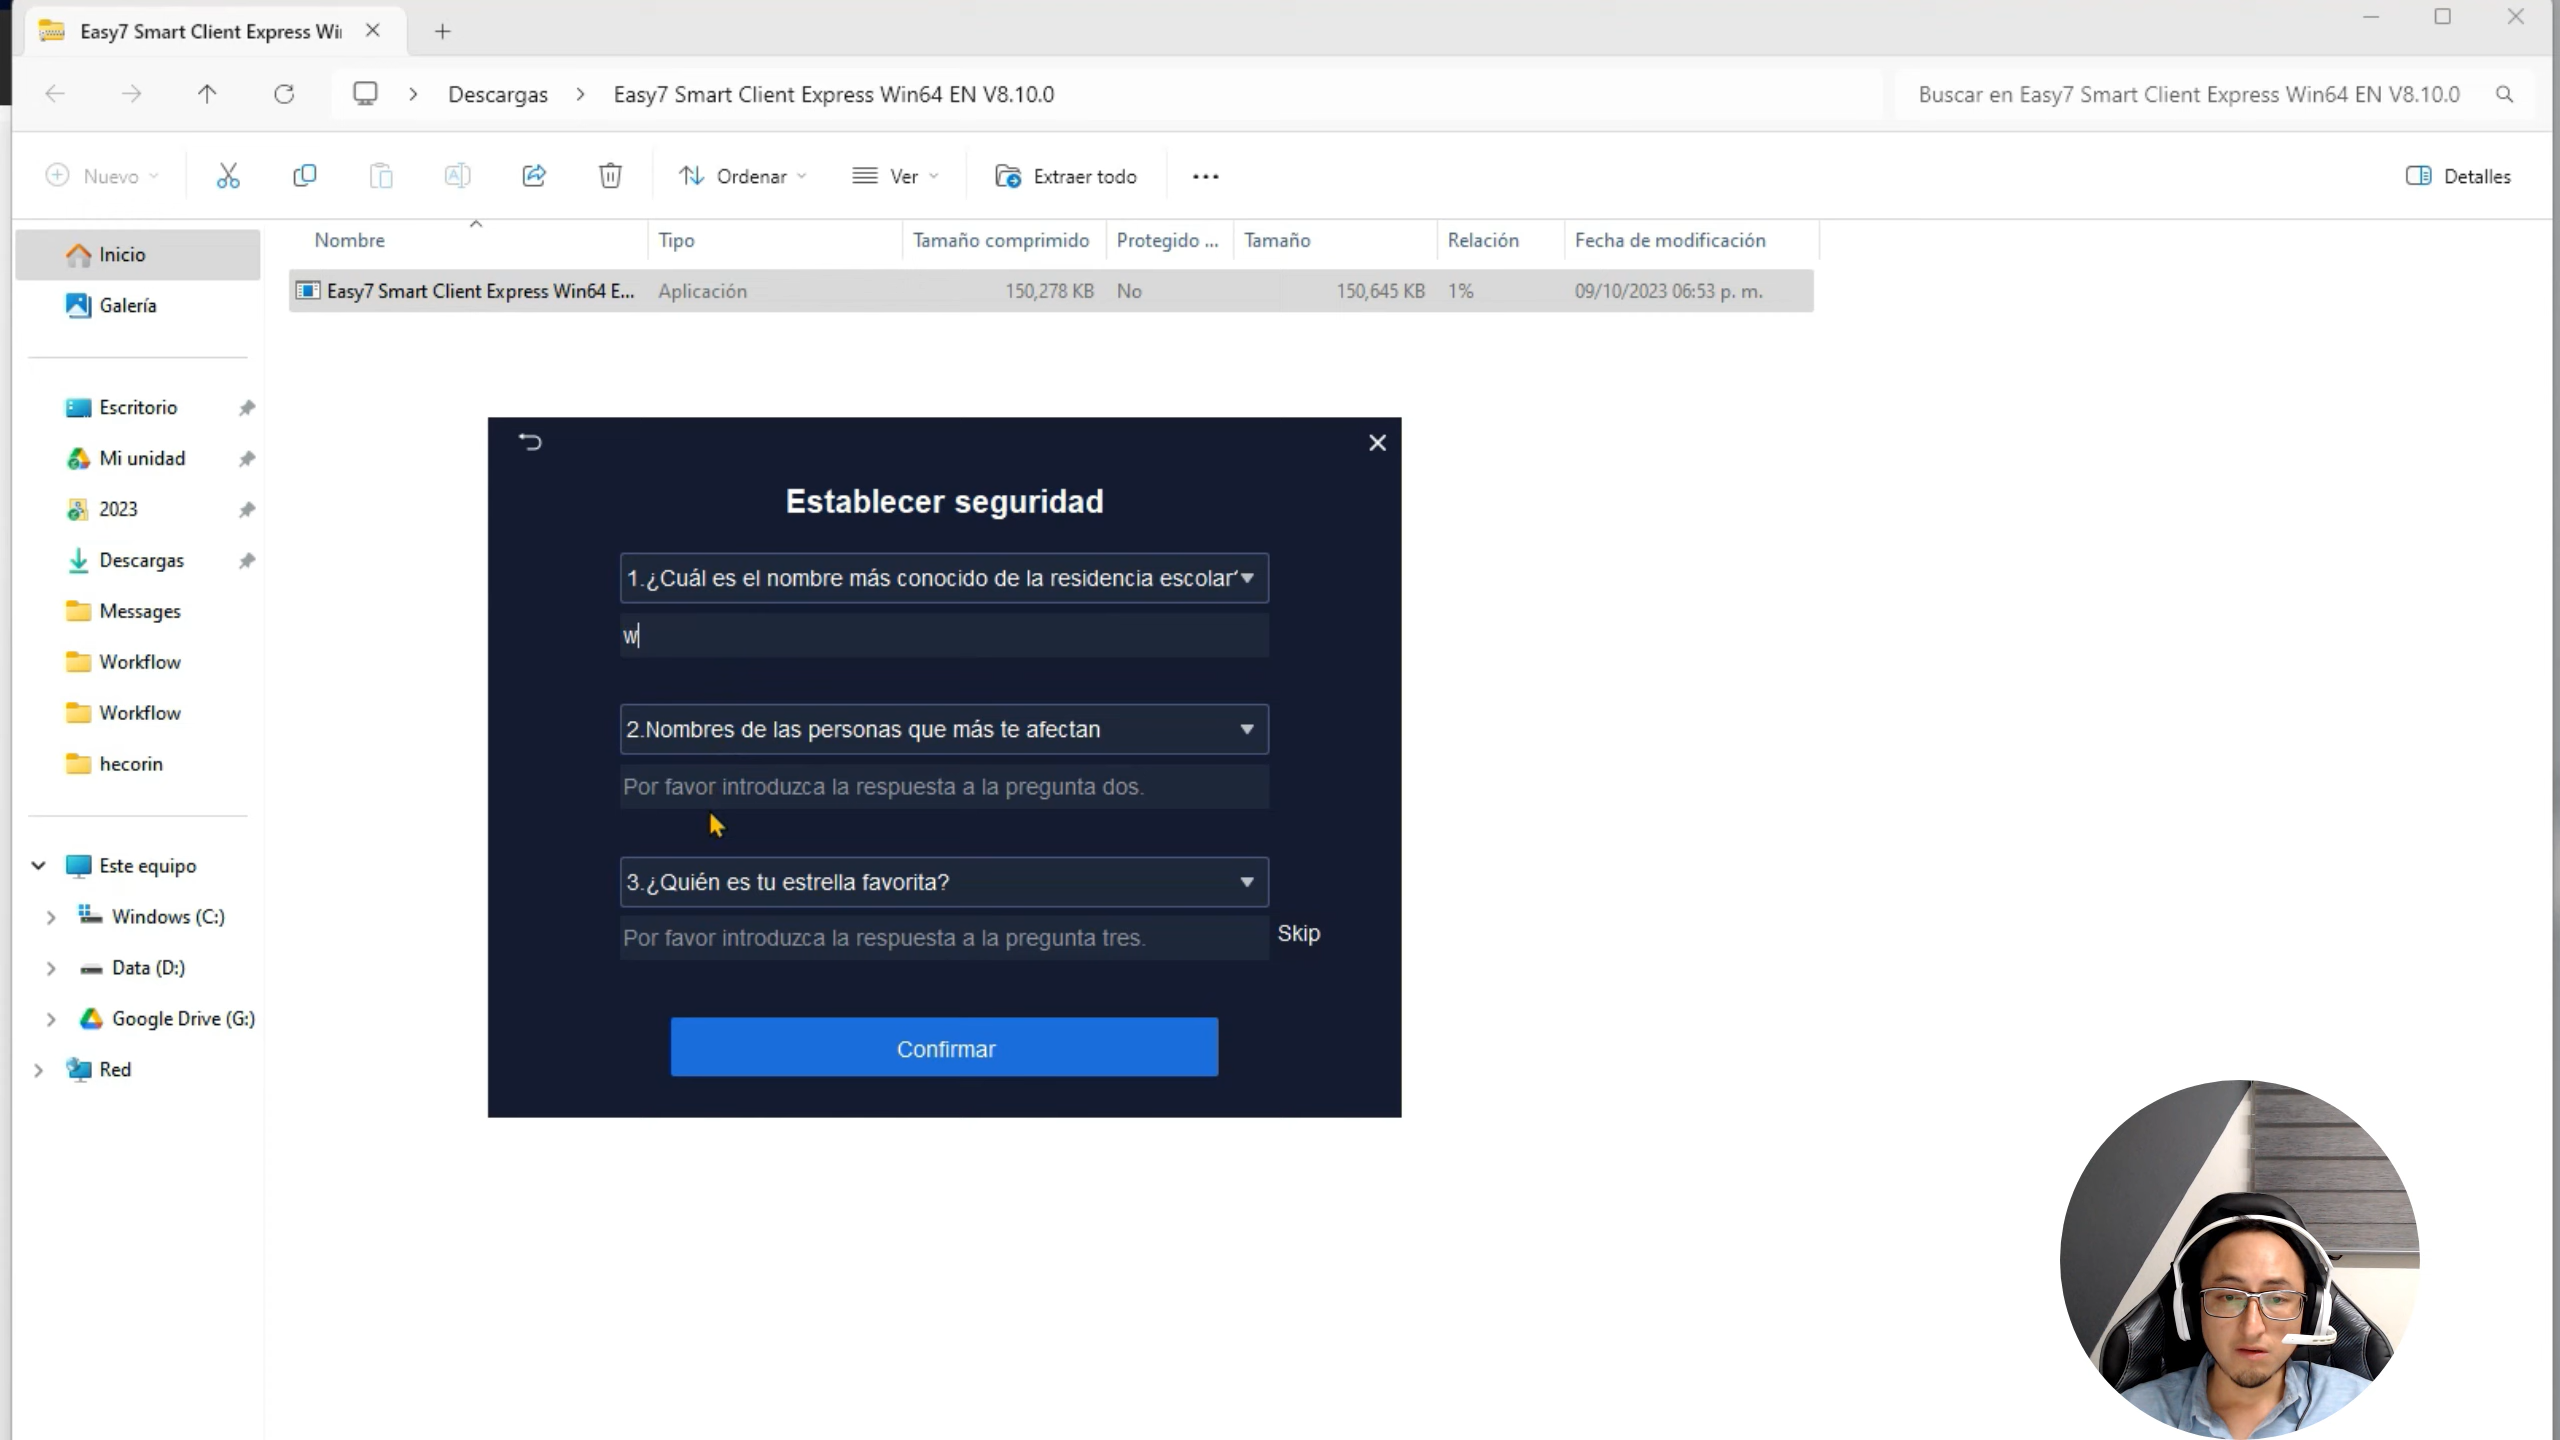 Easy7 Smart Client Express Wi
Descargas > Easy7 Smart Client Express Win64 EN V8.10.0
Buscar en Easy7 Smart Client Express Win64 EN V8.10.0
Nuevo
Ordenar
Ver
Extraer todo
Detalles
Nombre Tipo Tamaño comprimido Protegido ... Tamaño Relación Fecha de modificación
Easy7 Smart Client Express Win64 E... Aplicación 150,278 KB No 150,645 KB 1% 09/10/2023 06:53 p. m.
Inicio
Galería
Escritorio
Mi unidad
2023
Descargas
Messages
Workflow
Workflow
hecorin
Este equipo
Windows (C:)
Data (D:)
Google Drive (G:)
Red
Establecer seguridad
1.¿Cuál es el nombre más conocido de la residencia escolar
w
2.Nombres de las personas que más te afectan
Por favor introduzca la respuesta a la pregunta dos.
3.¿Quién es tu estrella favorita?
Por favor introduzca la respuesta a la pregunta tres.
Skip
Confirmar